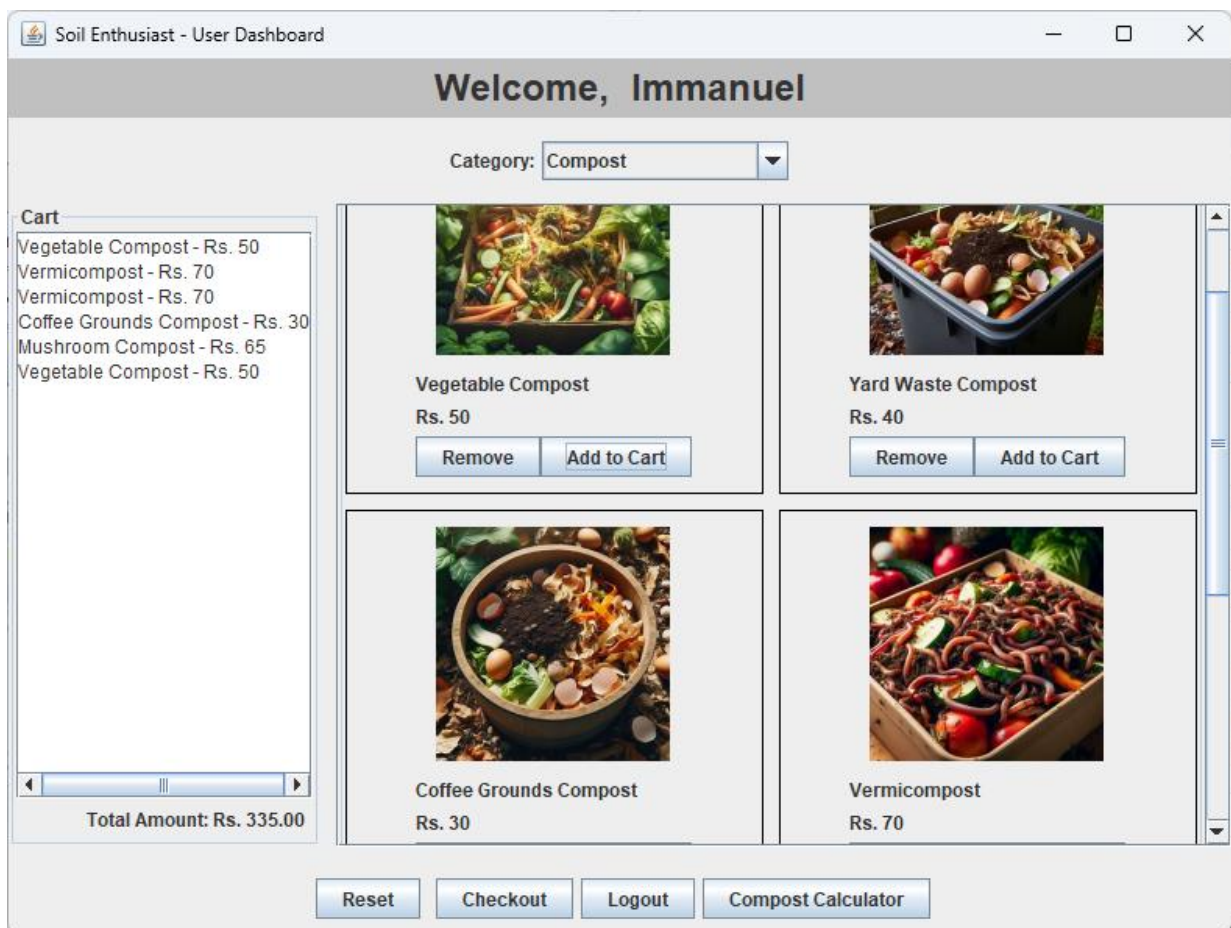 Soil Enthusiast - User Dashboard
Welcome, Immanuel
Category: Compost
Cart
Vegetable Compost - Rs. 50
Vermicompost - Rs. 70
Vermicompost - Rs. 70
Coffee Grounds Compost - Rs. 30
Mushroom Compost - Rs. 65
Vegetable Compost - Rs. 50
Total Amount: Rs. 335.00
Vegetable Compost
Rs. 50
Remove Add to Cart
Yard Waste Compost
Rs. 40
Remove Add to Cart
Coffee Grounds Compost
Rs. 30
Vermicompost
Rs. 70
Reset Checkout Logout Compost Calculator